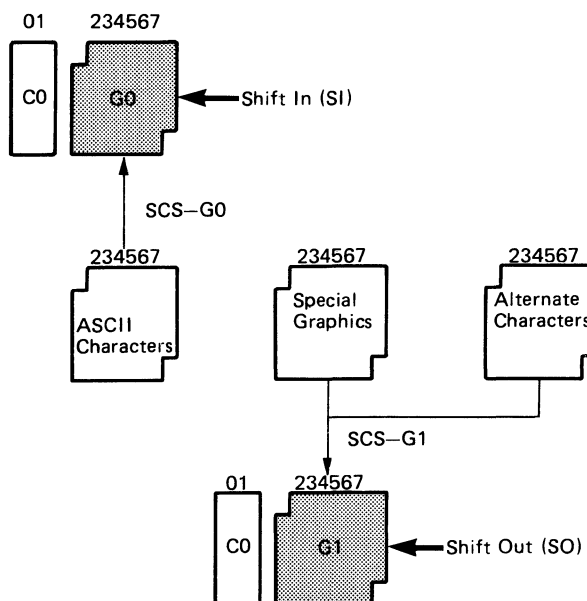 01 234567
C0 G0 Shift In (SI)
SCS–G0
234567 234567 234567
ASCII Characters
Special Graphics
Alternate Characters
SCS–G1
01 234567
C0 G1 Shift Out (SO)